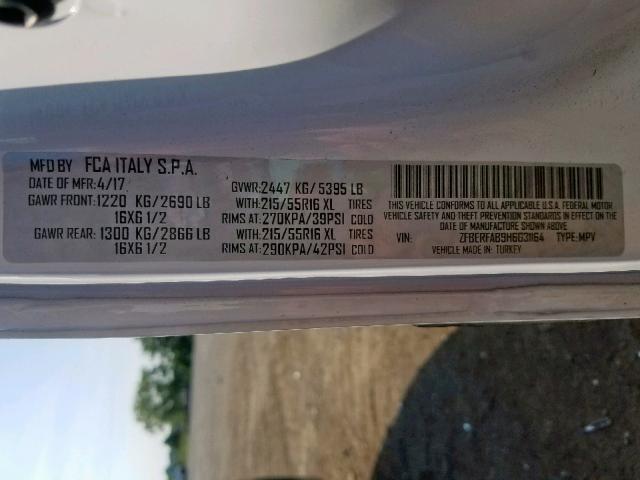 MFD BY FCA ITALY S.P.A.
DATE OF MFR: 4/17
GVWR: 2447 KG/ 5395 LB
GAWR FRONT: 1220 KG/ 2690 LB WITH: 215/55R16 XL TIRES
16X6 1/2 RIMS AT: 270KPA/39PSI COLD
GAWR REAR: 1300 KG/ 2866 LB WITH: 215/55R16 XL TIRES
16X6 1/2 RIMS AT: 290KPA/42PSI COLD
THIS VEHICLE CONFORMS TO ALL APPLICABLE U.S.A. FEDERAL MOTOR
VEHICLE SAFETY AND THEFT PREVENTION STANDARDS IN EFFECT ON THE
DATE OF MANUFACTURE SHOWN ABOVE.
VIN: ZFBERFAB9H6G31164 TYPE: MPV
VEHICLE MADE IN: TURKEY